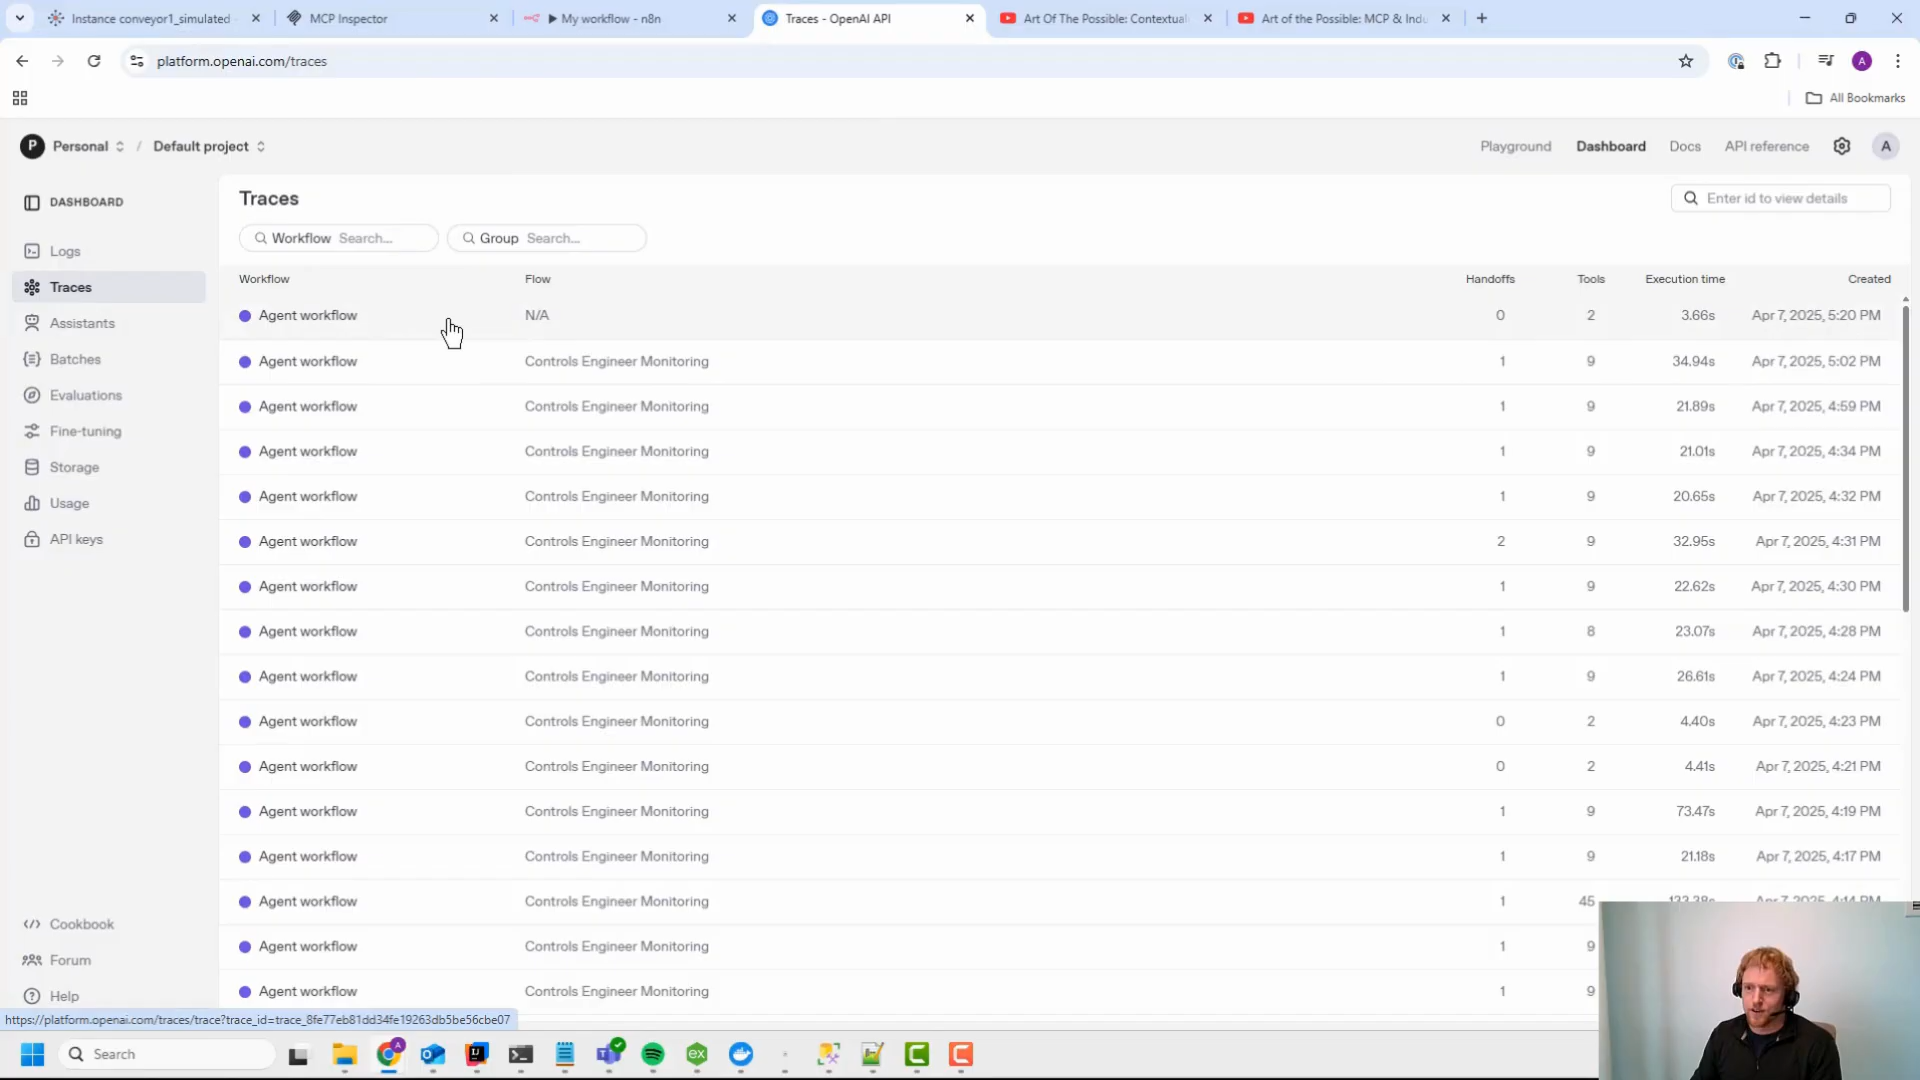 Instance conveyor1_simulated
MCP Inspector
▶ My workflow - n8n
Traces - OpenAI API
Art Of The Possible: Contextual
Art of the Possible: MCP & Indu
platform.openai.com/traces
All Bookmarks
P Personal / Default project
Playground Dashboard Docs API reference A
DASHBOARD
Logs
Traces
Assistants
Batches
Evaluations
Fine-tuning
Storage
Usage
API keys
Cookbook
Forum
Help
Traces
Enter id to view details
Workflow Search... Group Search...
Workflow Flow Handoffs Tools Execution time Created
Agent workflow N/A 0 2 3.66s Apr 7, 2025, 5:20 PM
Agent workflow Controls Engineer Monitoring 1 9 34.94s Apr 7, 2025, 5:02 PM
Agent workflow Controls Engineer Monitoring 1 9 21.89s Apr 7, 2025, 4:59 PM
Agent workflow Controls Engineer Monitoring 1 9 21.01s Apr 7, 2025, 4:34 PM
Agent workflow Controls Engineer Monitoring 1 9 20.65s Apr 7, 2025, 4:32 PM
Agent workflow Controls Engineer Monitoring 2 9 32.95s Apr 7, 2025, 4:31 PM
Agent workflow Controls Engineer Monitoring 1 9 22.62s Apr 7, 2025, 4:30 PM
Agent workflow Controls Engineer Monitoring 1 8 23.07s Apr 7, 2025, 4:28 PM
Agent workflow Controls Engineer Monitoring 1 9 26.61s Apr 7, 2025, 4:24 PM
Agent workflow Controls Engineer Monitoring 0 2 4.40s Apr 7, 2025, 4:23 PM
Agent workflow Controls Engineer Monitoring 0 2 4.41s Apr 7, 2025, 4:21 PM
Agent workflow Controls Engineer Monitoring 1 9 73.47s Apr 7, 2025, 4:19 PM
Agent workflow Controls Engineer Monitoring 1 9 21.18s Apr 7, 2025, 4:17 PM
Agent workflow Controls Engineer Monitoring 1 45 133.38s Apr 7, 2025, 4:14 PM
Agent workflow Controls Engineer Monitoring 1 9
Agent workflow Controls Engineer Monitoring 1 9
https://platform.openai.com/traces/trace?trace_id=trace_8fe77eb81dd34fe19263db5be56cbe07
Search